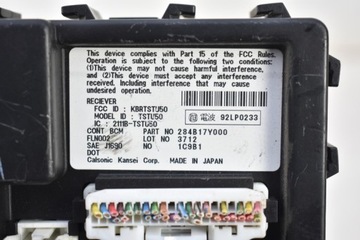 This device complies with Part 15 of the FCC Rules.
Operation is subject to the following two conditions:
(1)This device may not cause harmful interference,
and (2)This device must accept any interference
received, including interference that may cause
undesired operation.
RECIEVER
FCC ID : KBRTSTU50
MODEL ID : TSTU50
IC : 2111B-TSTU50
電波 92LP0233
CONT BCM PART NO 284B17Y000
FLN002 LOT NO 3712
SAE J1690 NO 1C9B1
Calsonic Kansei Corp. MADE IN JAPAN